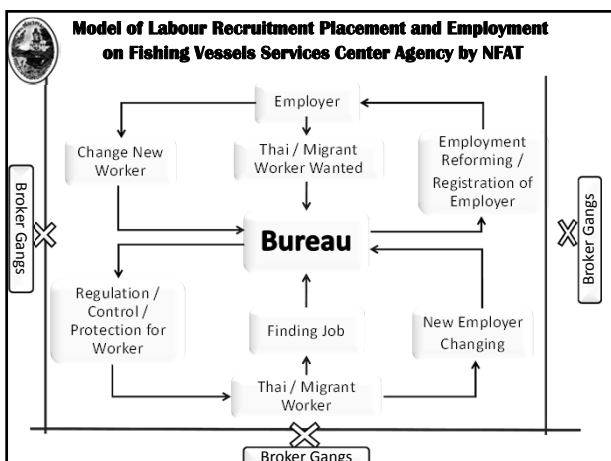 Model of Labour Recruitment Placement and Employment
on Fishing Vessels Services Center Agency by NFAT
Employer
Change New
Worker
Thai / Migrant
Worker Wanted
Employment
Reforming /
Registration of
Employer
Broker Gangs
Broker Gangs
Bureau
Regulation /
Control /
Protection for
Worker
Finding Job
New Employer
Changing
Thai / Migrant
Worker
Broker Gangs